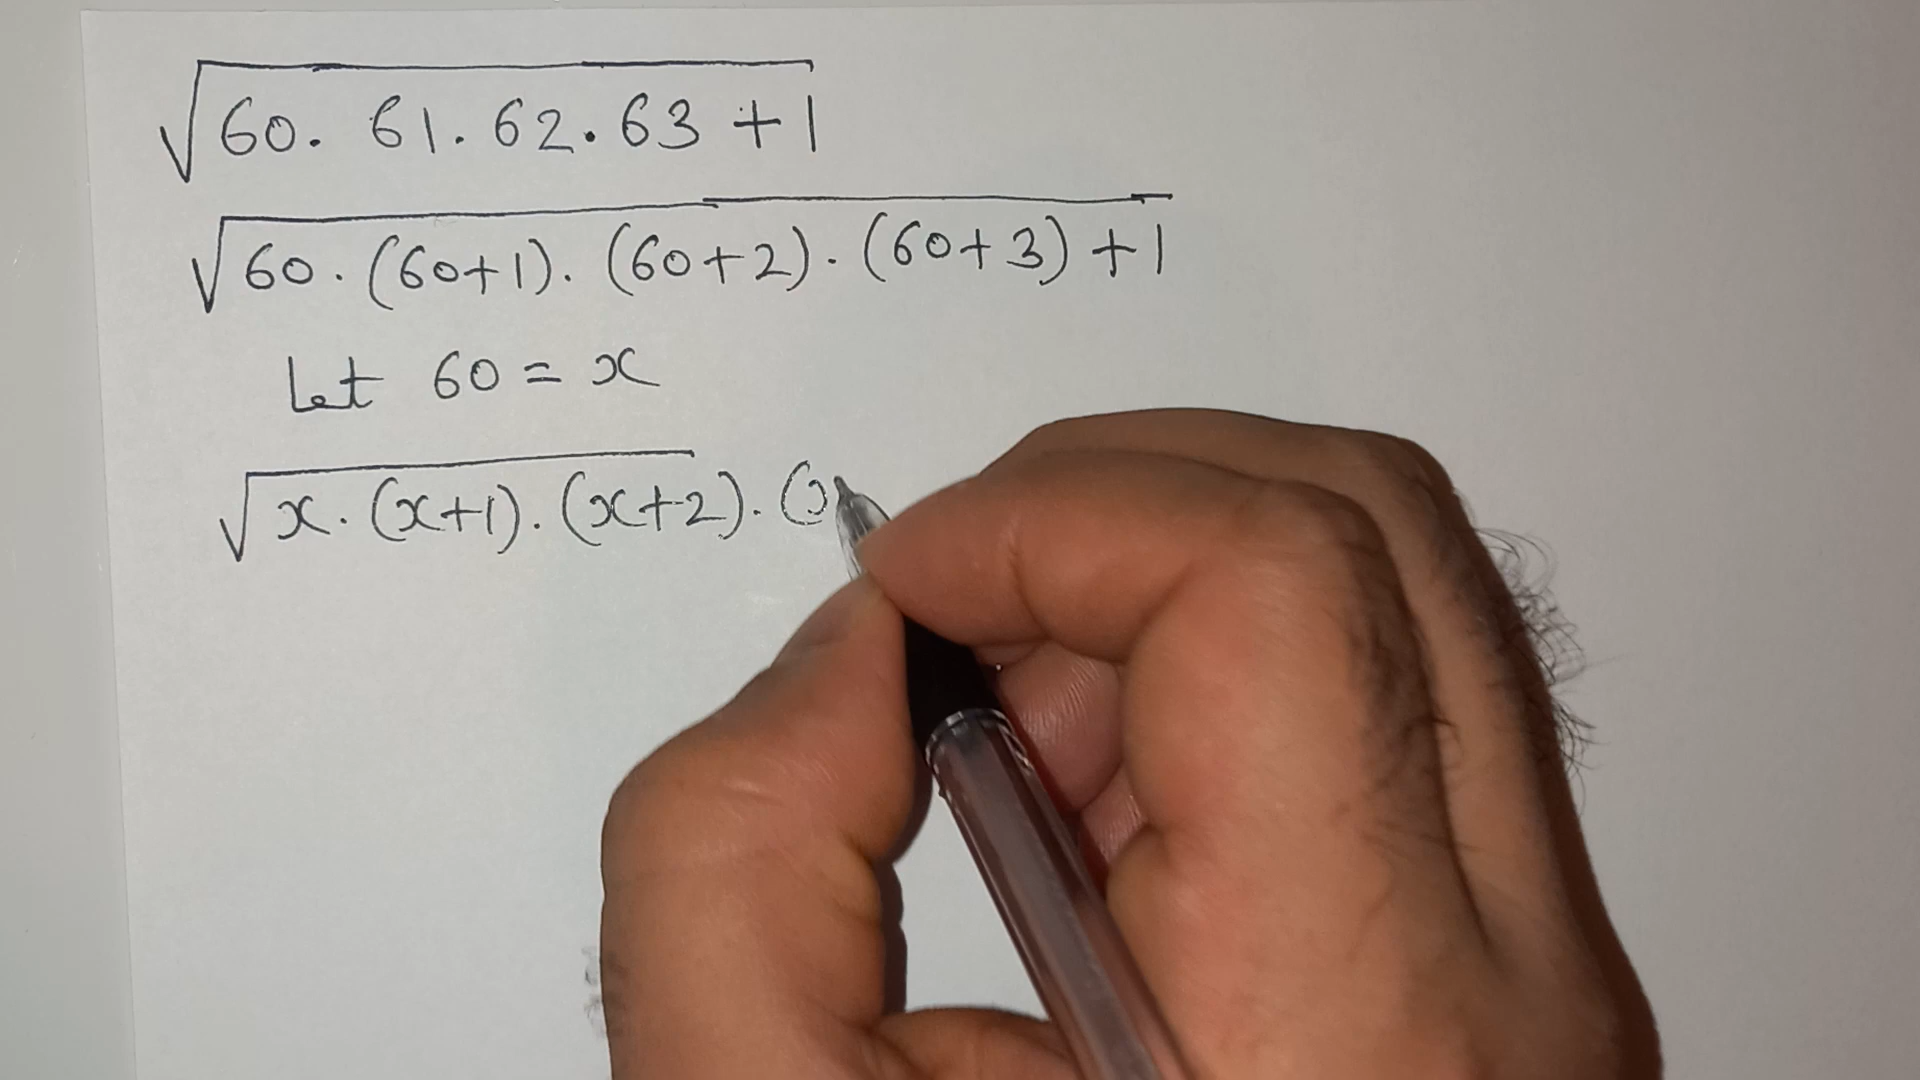 √60. 61. 62. 63 + 1
√60. (60+1). (60+2). (60+3) + 1
Let 60 = x
√x. (x+1). (x+2). (